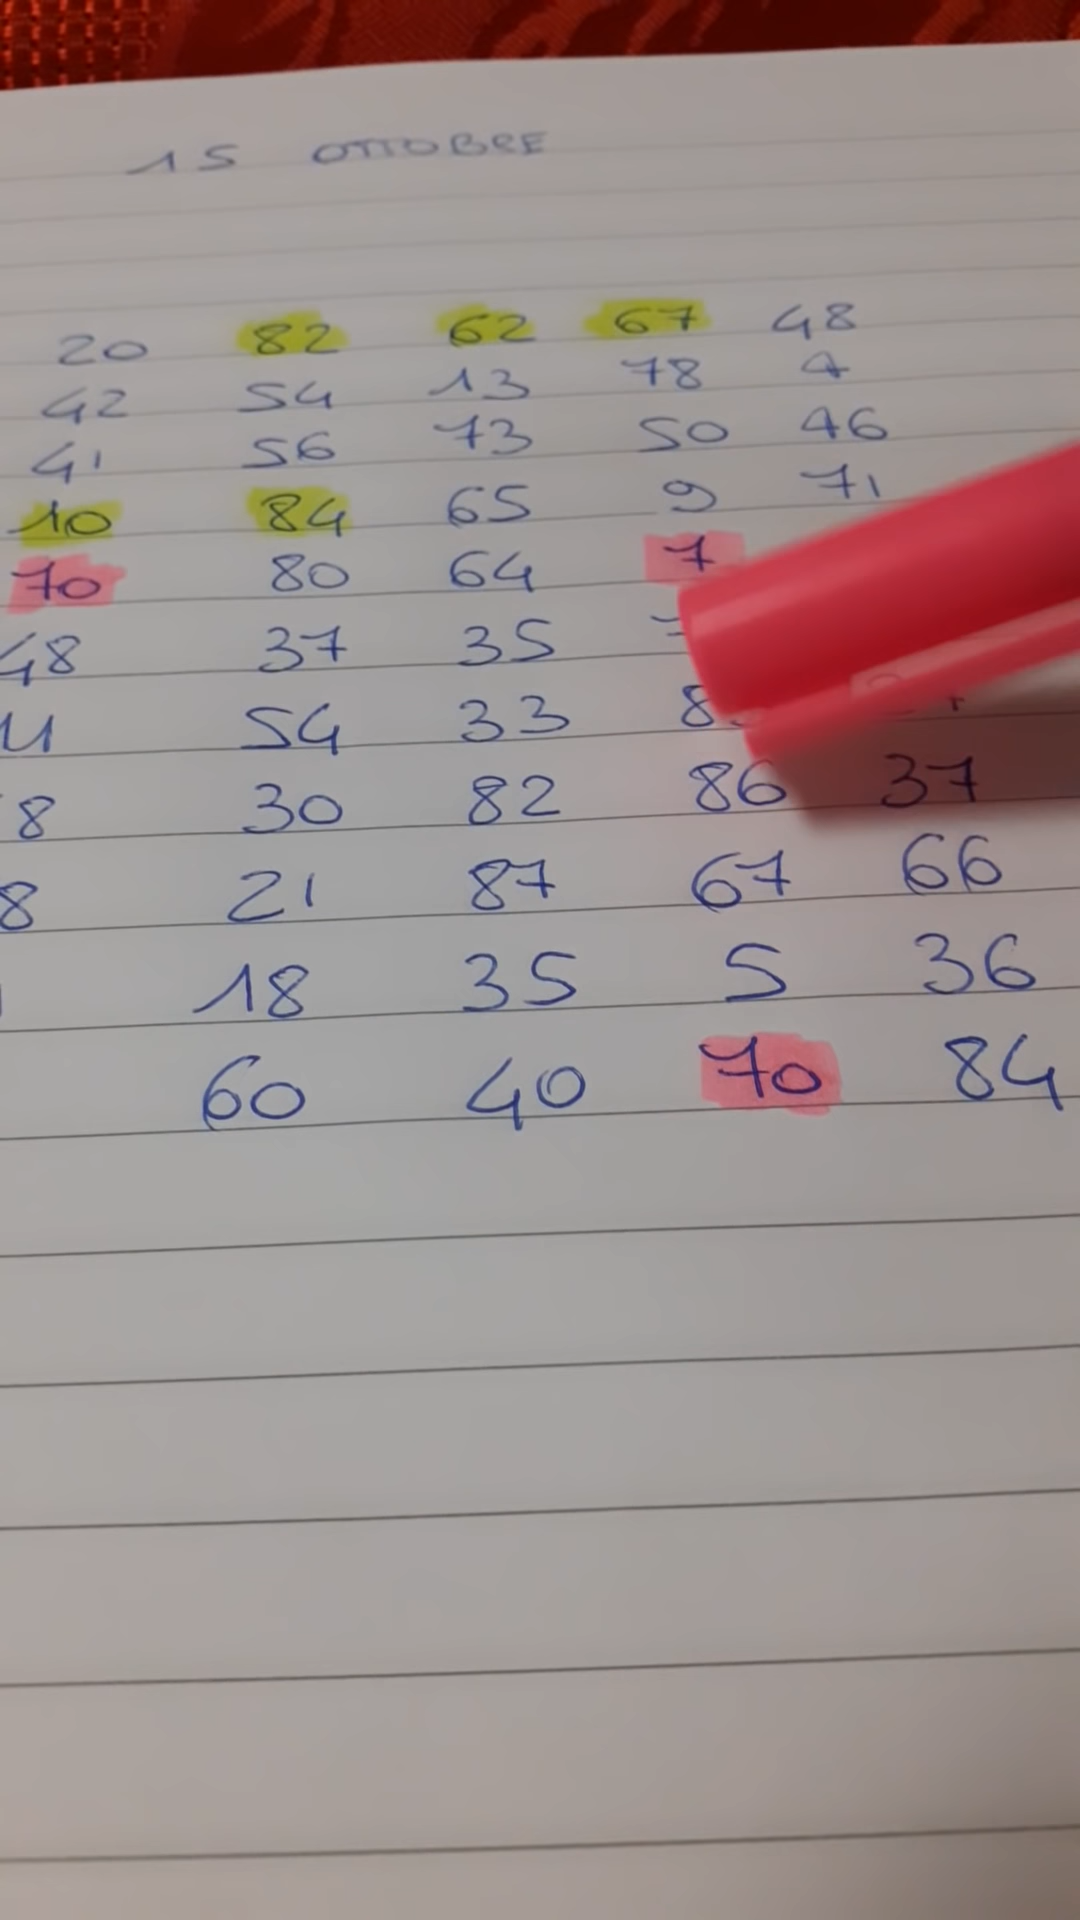 15 OTTOBRE
20 82 62 67 48
42 54 13 78 4
41 56 73 50 46
10 84 65 9 71
70 80 64 7
48 37 35
54 33
8 30 82 86 37
8 21 87 67 66
18 35 5 36
60 40 70 84